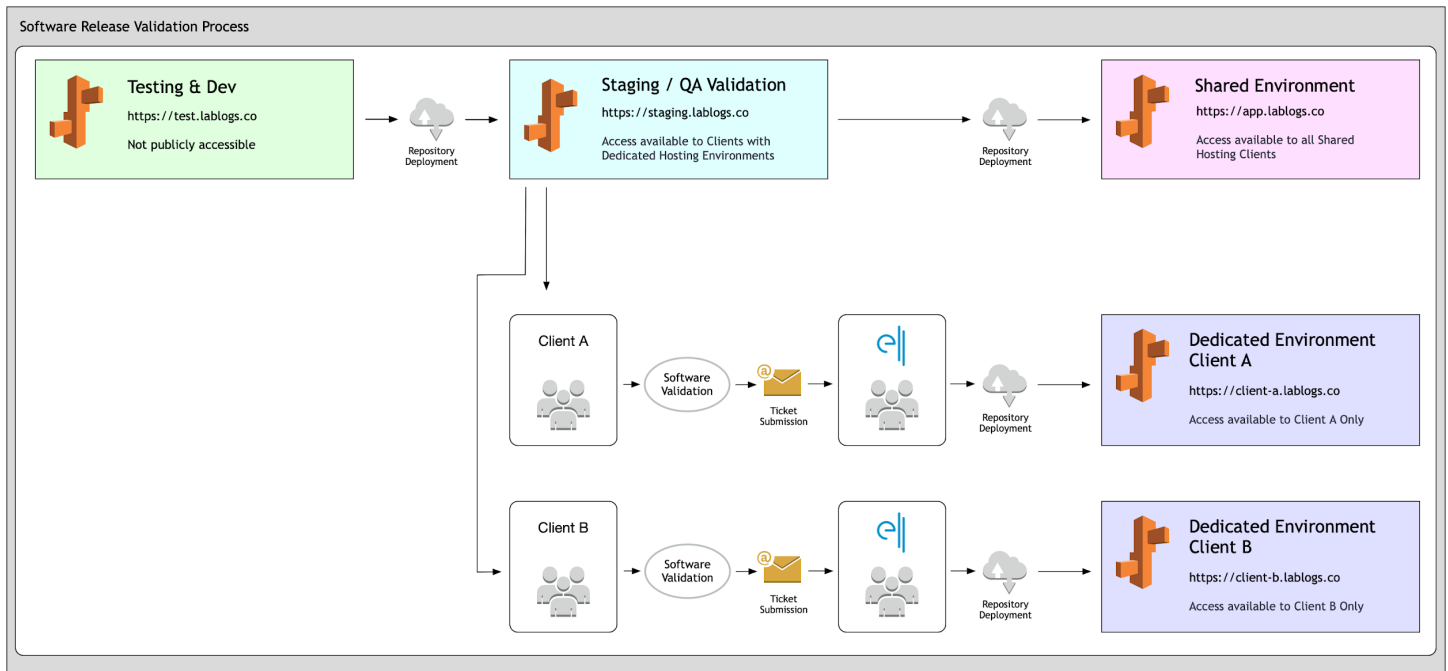 Software Release Validation Process
Testing & Dev
https://test.lablogs.co
Not publicly accessible
Repository
Deployment
Staging / QA Validation
https://staging.lablogs.co
Access available to Clients with
Dedicated Hosting Environments
Repository
Deployment
Shared Environment
https://app.lablogs.co
Access available to all Shared
Hosting Clients
Client A
Software
Validation
@
Ticket
Submission
ell
Repository
Deployment
Dedicated Environment
Client A
https://client-a.lablogs.co
Access available to Client A Only
Client B
Software
Validation
@
Ticket
Submission
ell
Repository
Deployment
Dedicated Environment
Client B
https://client-b.lablogs.co
Access available to Client B Only